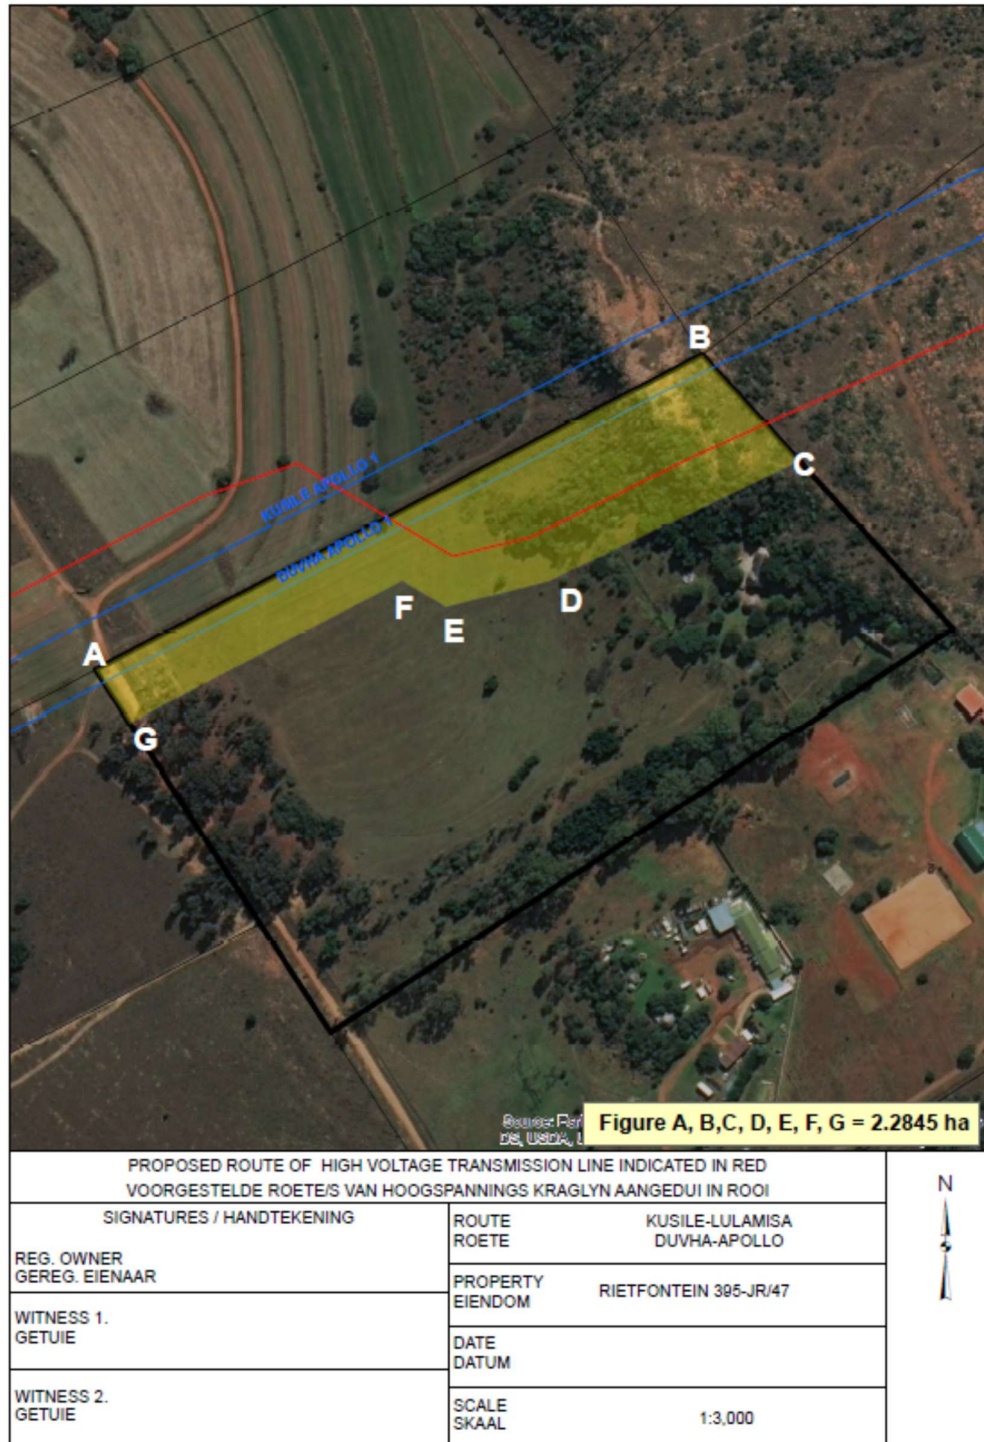 B
KUSILE APOLLO 1
C
DUVHA APOLLO 1
F
D
E
A
G
DS, USDA,
Figure A, B,C, D, E, F, G = 2.2845 ha
PROPOSED ROUTE OF HIGH VOLTAGE TRANSMISSION LINE INDICATED IN RED
VOORGESTELDE ROETE/S VAN HOOGSPANNINGS KRAGLYN AANGEDUI IN ROOI
SIGNATURES / HANDTEKENING
REG. OWNER
GEREG. EIENAAR
WITNESS 1.
GETUIE
WITNESS 2.
GETUIE
ROUTE KUSILE-LULAMISA
ROETE DUVHA-APOLLO
PROPERTY
EIENDOM
RIETFONTEIN 395-JR/47
DATE
DATUM
SCALE
SKAAL
1:3,000
N